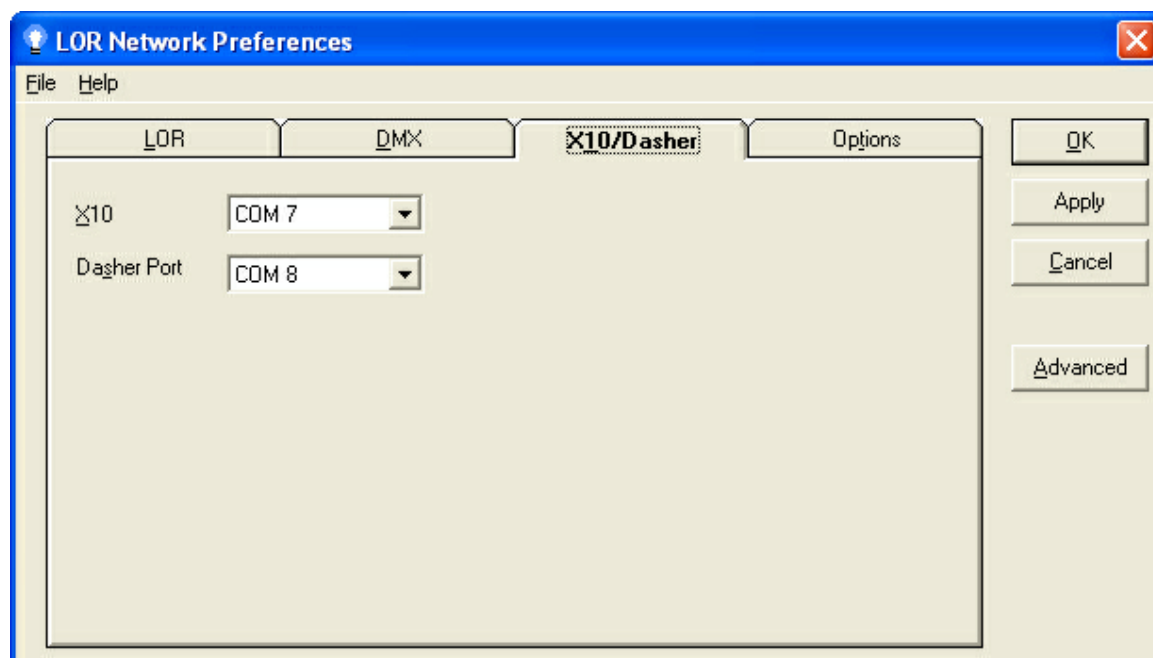 LOR Network Preferences
File Help
LOR DMX X10/Dasher Options
OK
X10 COM 7
Apply
Dasher Port COM 8
Cancel
Advanced